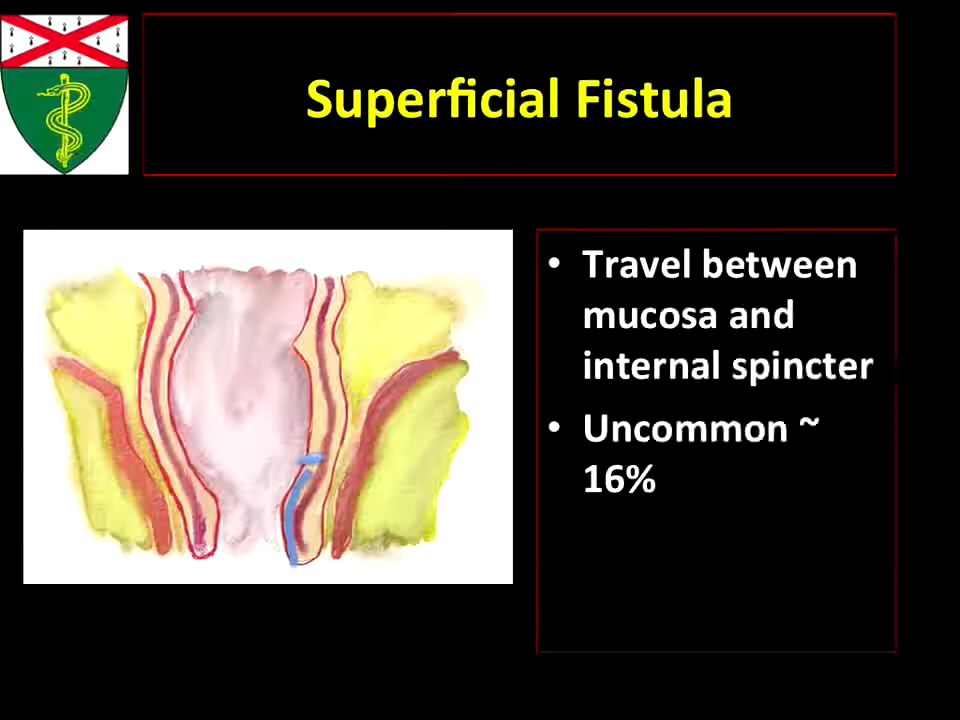 Superficial Fistula
• Travel between
mucosa and
internal spincter
• Uncommon ~
16%